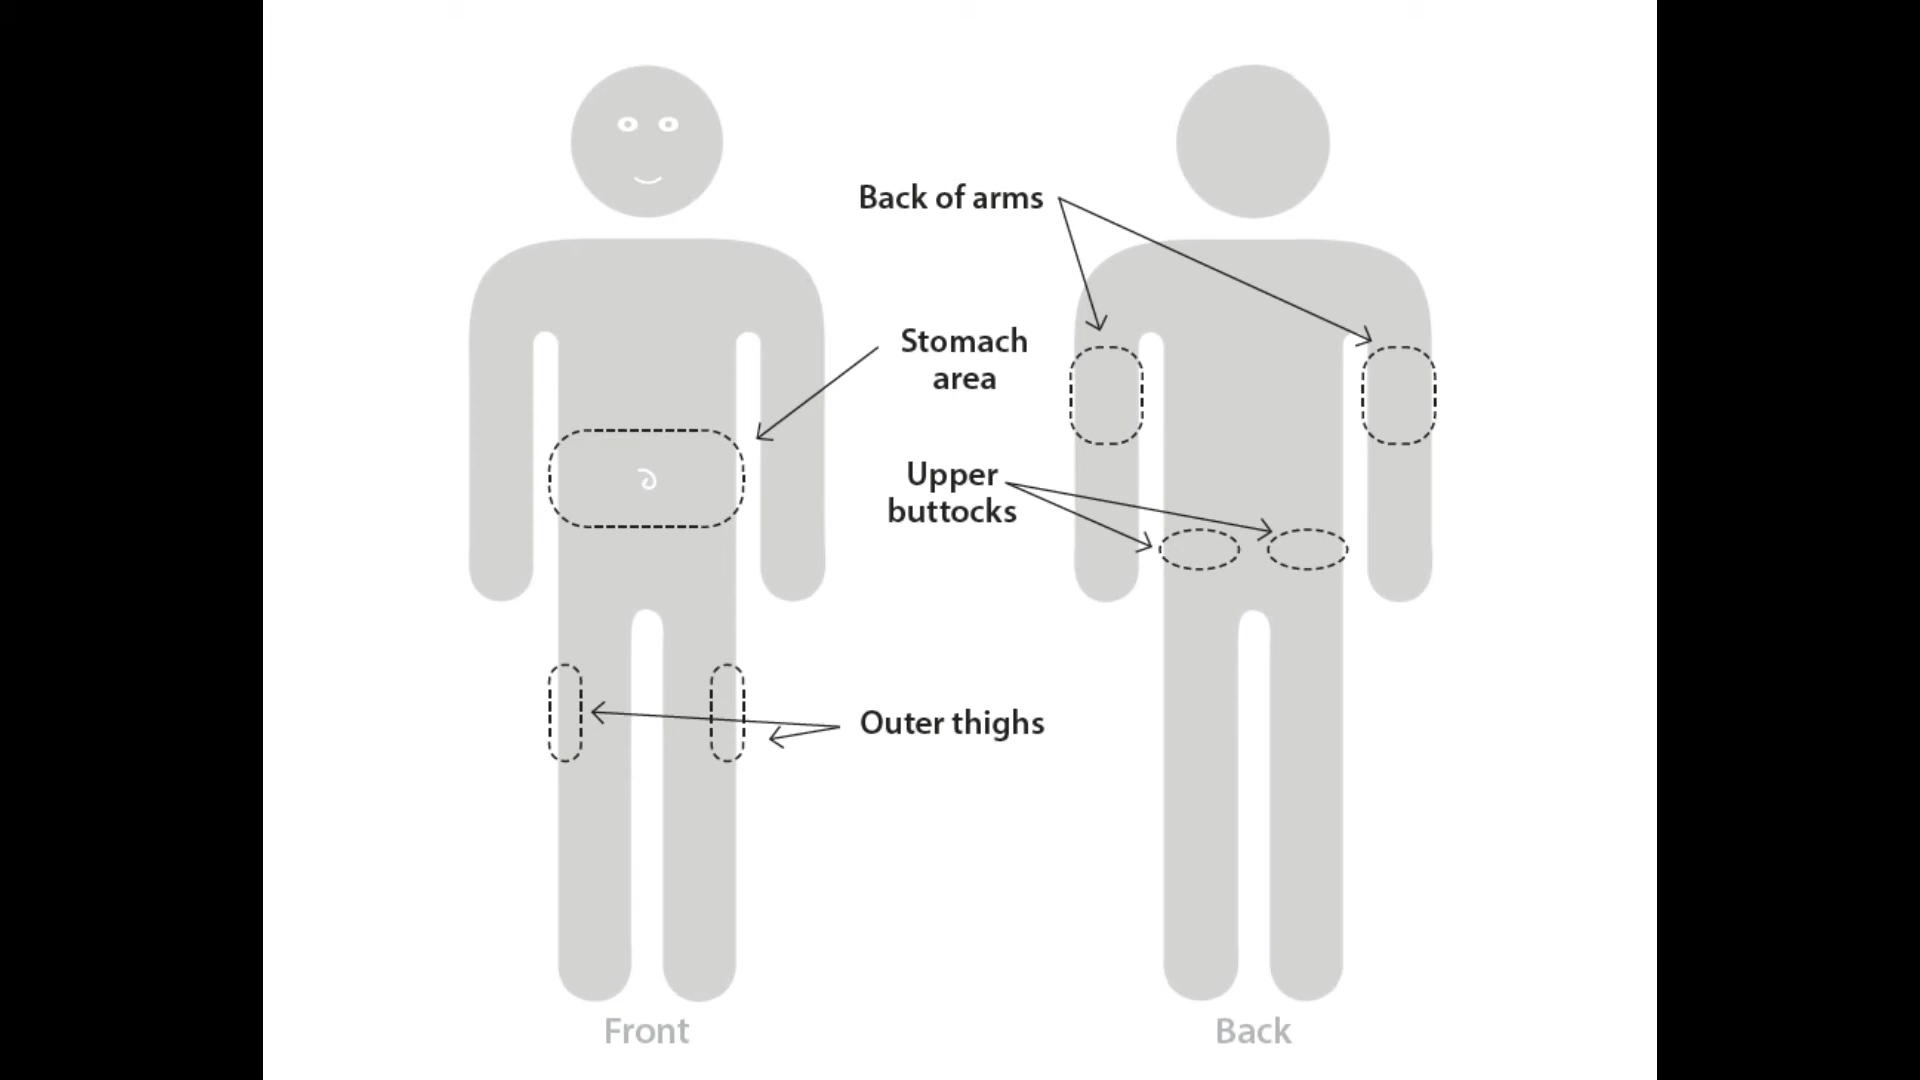 Back of arms
Stomach
area
Upper
buttocks
Outer thighs
Front
Back